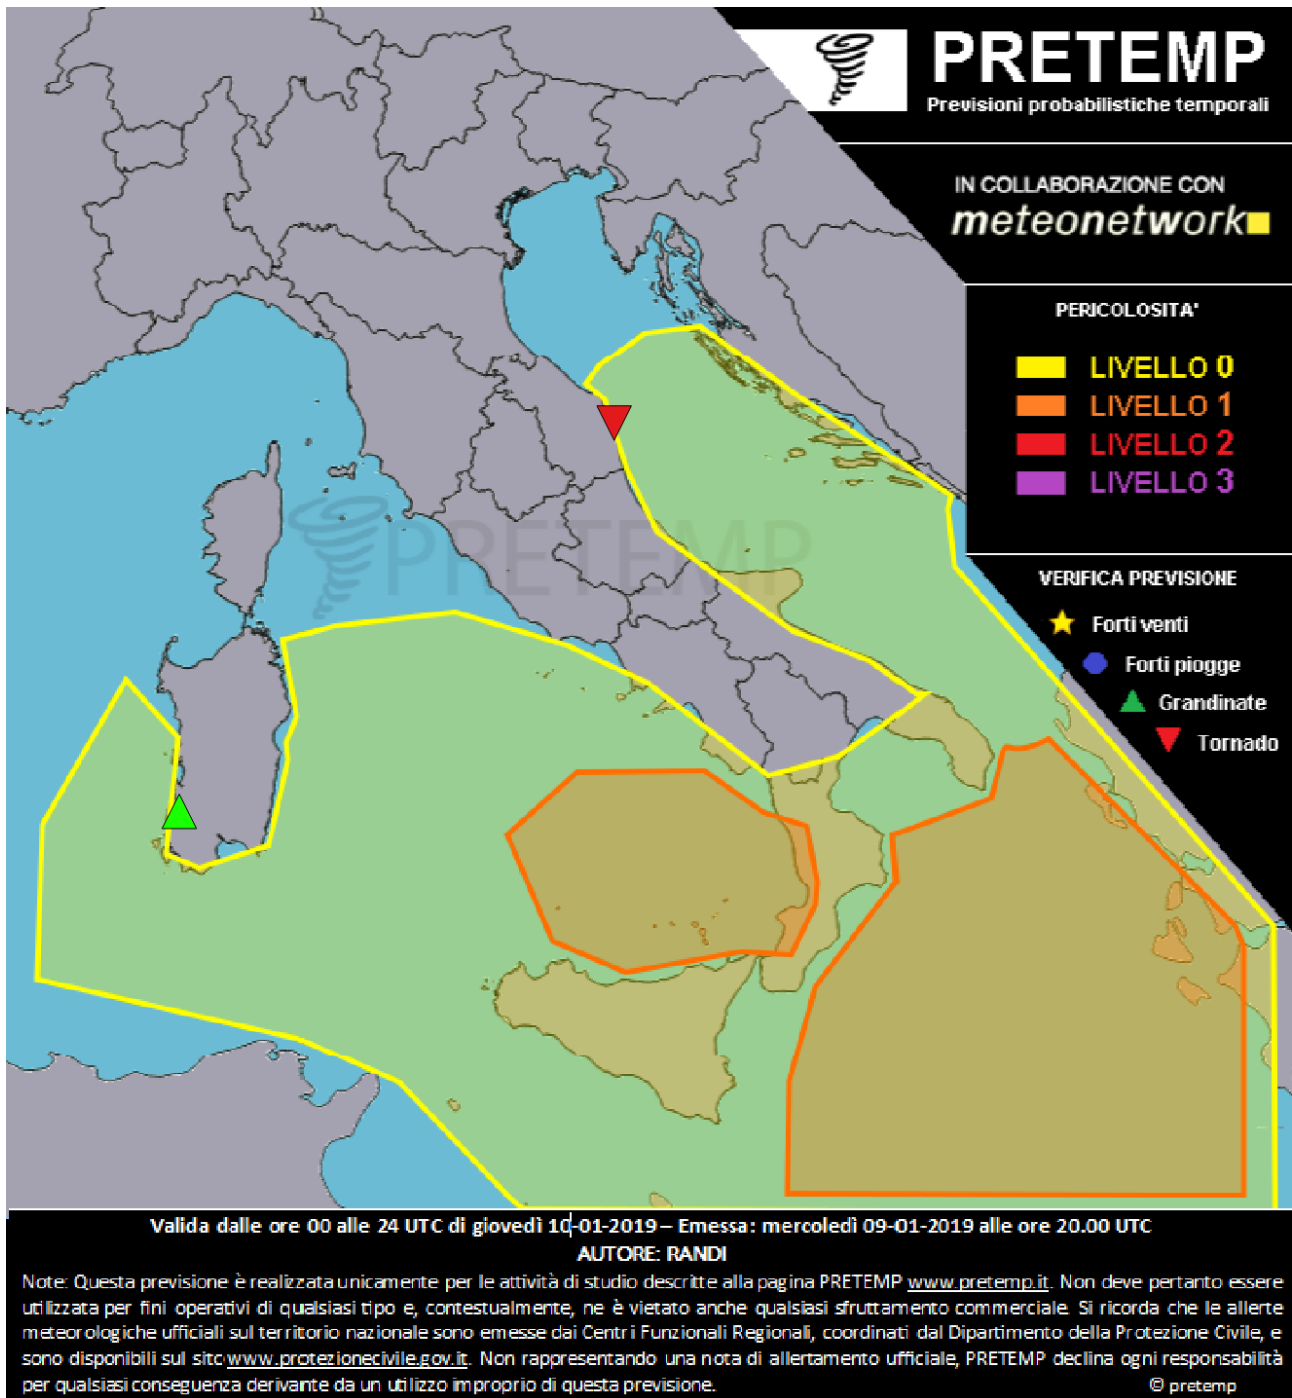 PRETEMP
Previsioni probabilistiche temporali
IN COLLABORAZIONE CON
meteonetwork
PERICOLOSITA'
LIVELLO 0
LIVELLO 1
LIVELLO 2
LIVELLO 3
PRETEMP
VERIFICA PREVISIONE
Forti venti
Forti piogge
Grandinate
Tornado
Valida dalle ore 00 alle 24 UTC di giovedì 10-01-2019 – Emessa: mercoledì 09-01-2019 alle ore 20.00 UTC
AUTORE: RANDI
Note: Questa previsione è realizzata unicamente per le attività di studio descritte alla pagina PRETEMP www.pretemp.it. Non deve pertanto essere
utilizzata per fini operativi di qualsiasi tipo e, contestualmente, ne è vietato anche qualsiasi sfruttamento commerciale. Si ricorda che le allerte
meteorologiche ufficiali sul territorio nazionale sono emesse dai Centri Funzionali Regionali, coordinati dal Dipartimento della Protezione Civile, e
sono disponibili sul sito www.protezionecivile.gov.it. Non rappresentando una nota di allertamento ufficiale, PRETEMP declina ogni responsabilità
per qualsiasi conseguenza derivante da un utilizzo improprio di questa previsione.
© pretemp